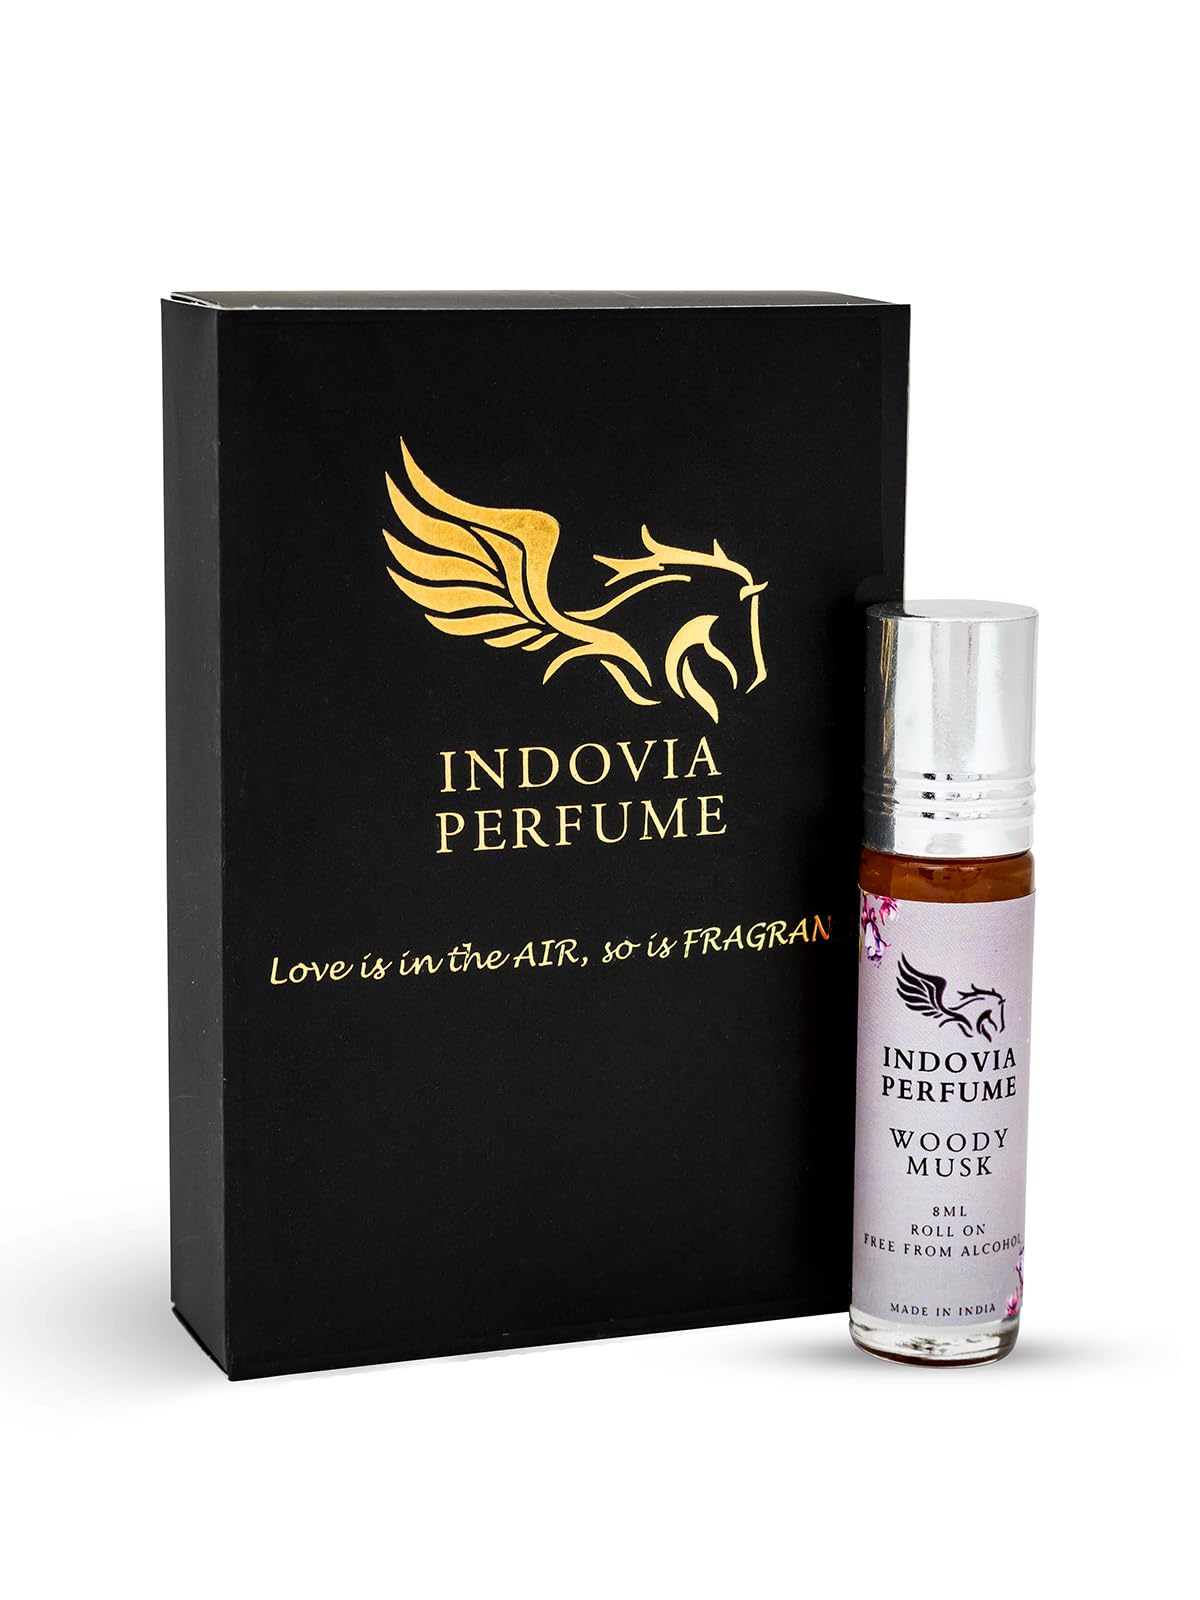 INDOVIA
PERFUME
Love is in the AIR, so is FRAGRAN
INDOVIA
PERFUME
WOODY
MUSK
8ML
ROLL ON
FREE FROM ALCOHOL
MADE IN INDIA